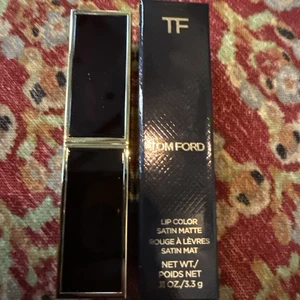 TF
TOM FORD
LIP COLOR
SATIN MATTE
ROUGE À LÈVRES
SATIN MAT
NET WT./
POIDS NET
.11 OZ./3.3 g